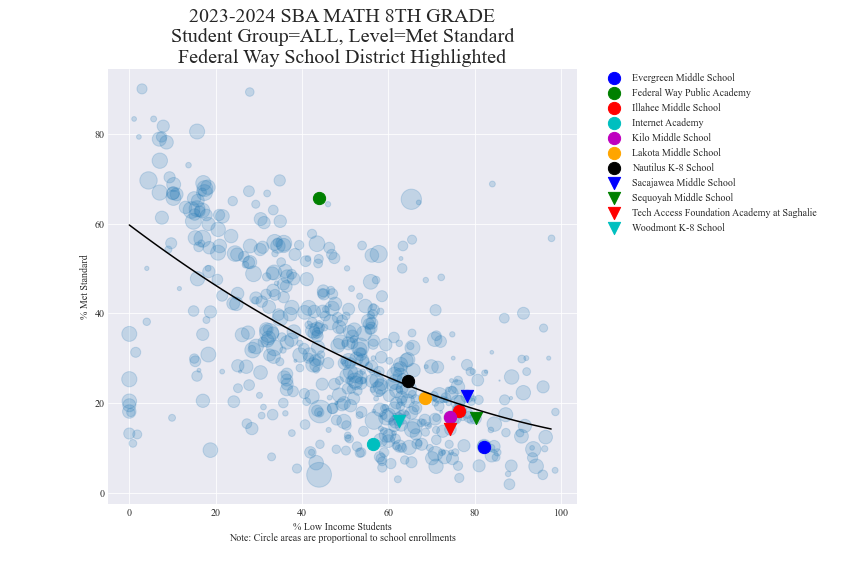 2023-2024 SBA MATH 8TH GRADE
Student Group=ALL, Level=Met Standard
Federal Way School District Highlighted
% Met Standard
80
60
40
20
0
0 20 40 60 80 100
% Low Income Students
Note: Circle areas are proportional to school enrollments
Evergreen Middle School
Federal Way Public Academy
Illahee Middle School
Internet Academy
Kilo Middle School
Lakota Middle School
Nautilus K-8 School
Sacajawea Middle School
Sequoyah Middle School
Tech Access Foundation Academy at Saghalie
Woodmont K-8 School